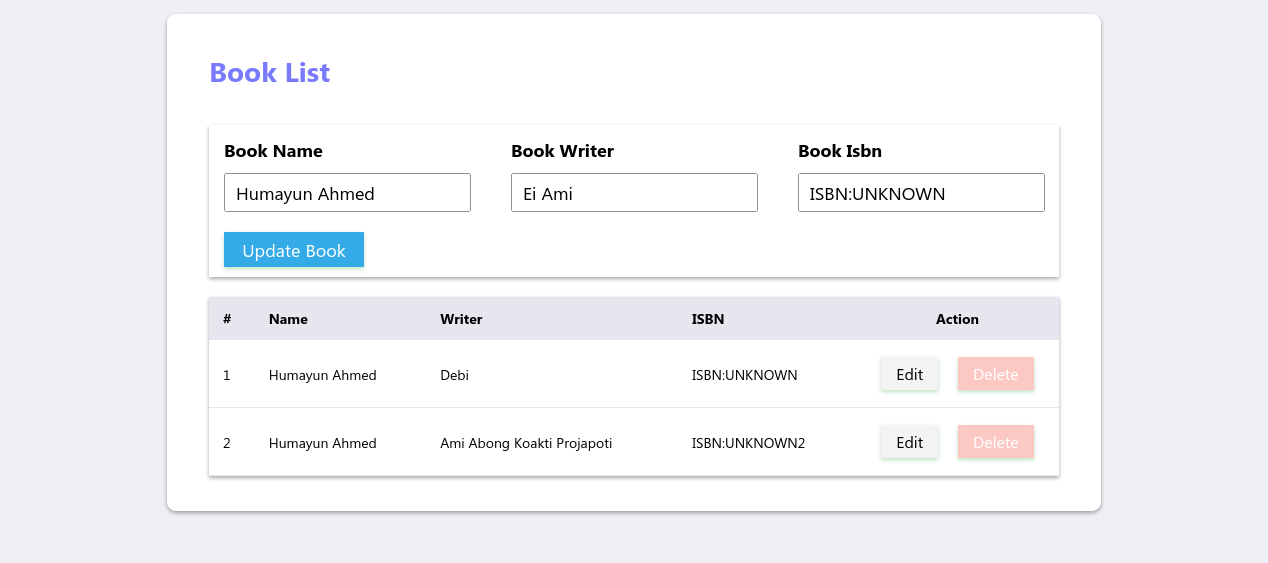 Book List
Book Name Book Writer Book Isbn
Humayun Ahmed Ei Ami ISBN:UNKNOWN
Update Book
# Name Writer ISBN Action
1 Humayun Ahmed Debi ISBN:UNKNOWN Edit Delete
2 Humayun Ahmed Ami Abong Koakti Projapoti ISBN:UNKNOWN2 Edit Delete